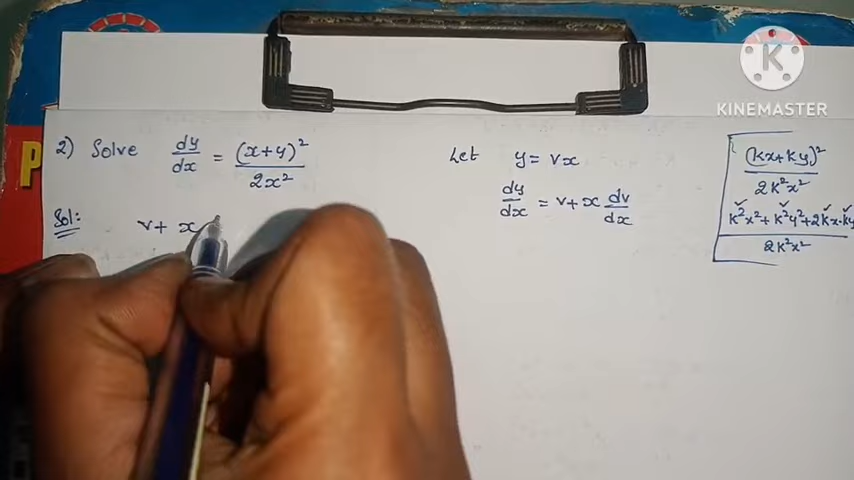 KINEMASTER
2) Solve dy/dx = (x+y)²/2x²
Let y = vx
dy/dx = v+x dv/dx
Sol:
v+ x
(kx+ky)²/2k²x²
k²x²+k²y²+2kx·ky/2k²x²